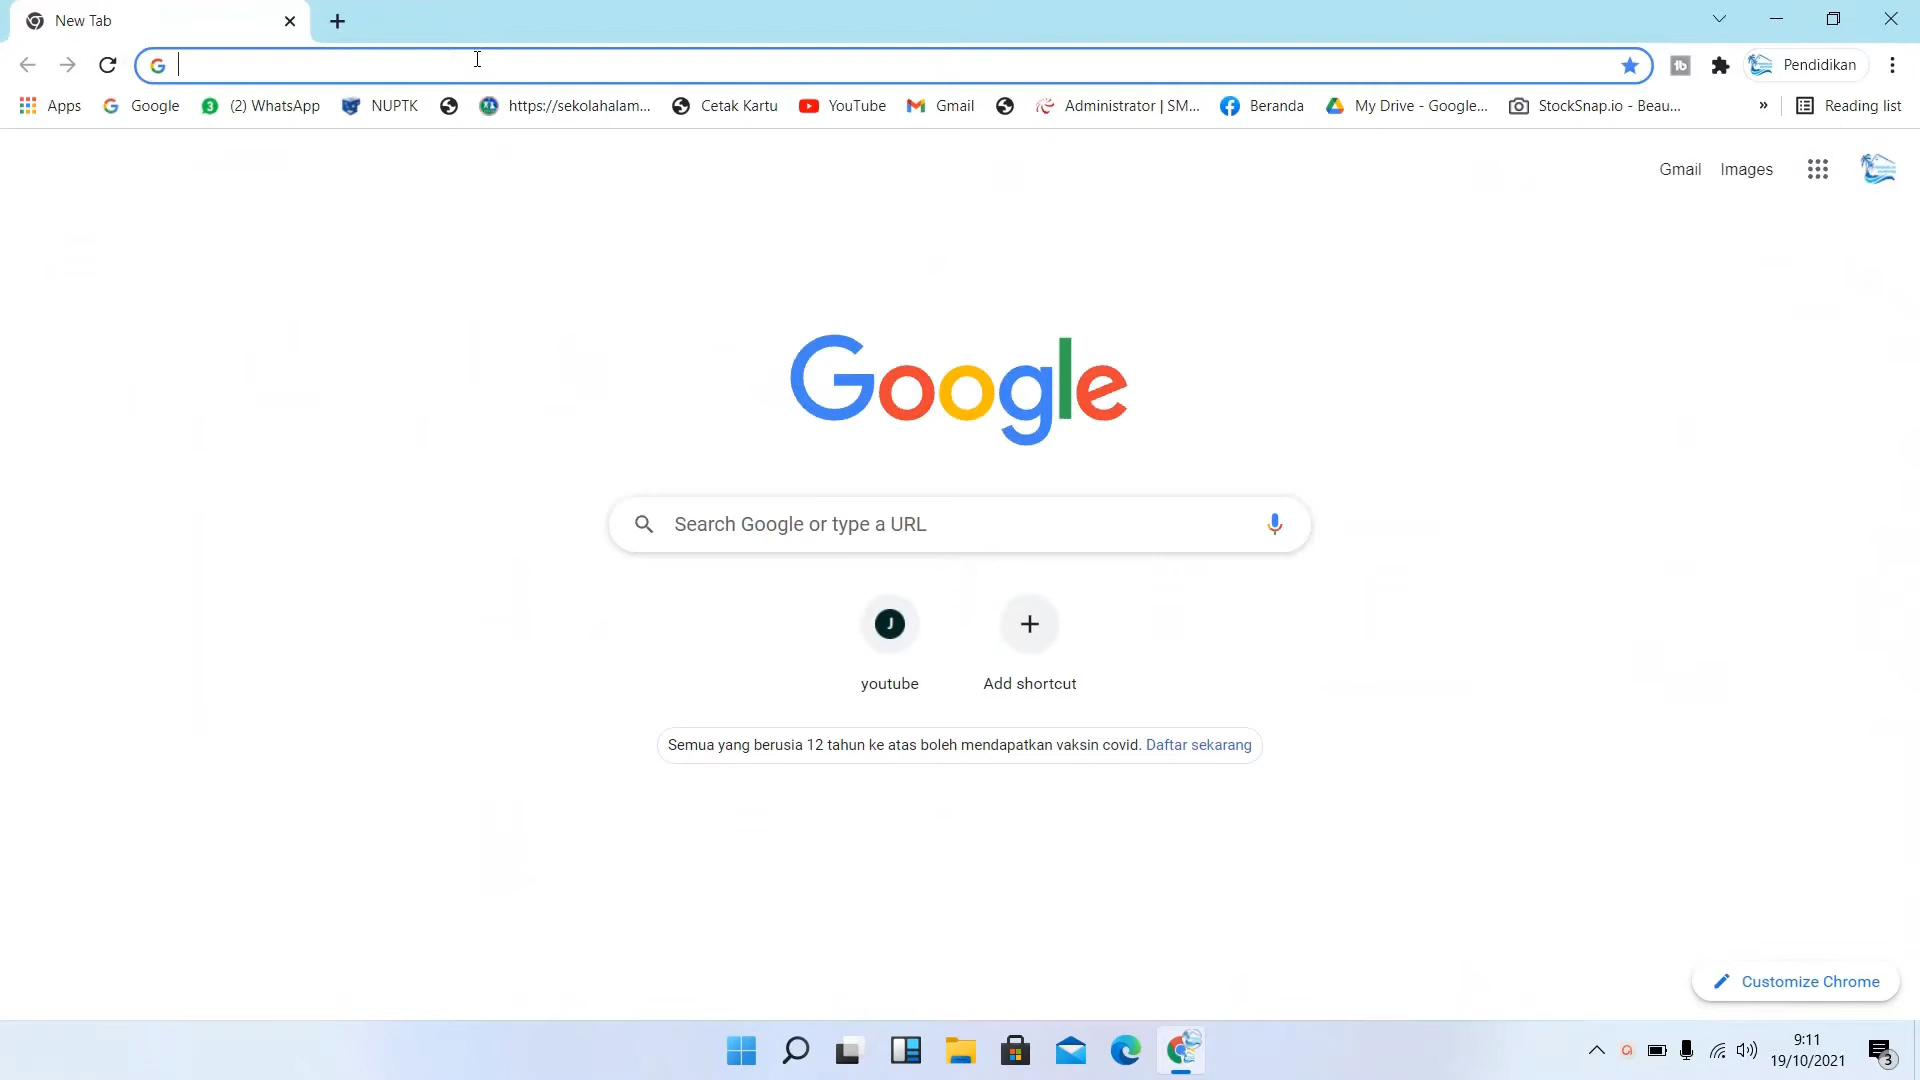 New Tab
Pendidikan
Apps Google (2) WhatsApp NUPTK https://sekolahalam... Cetak Kartu YouTube Gmail Administrator | SM... Beranda My Drive - Google... StockSnap.io - Beau... » Reading list
Gmail Images
Google
Search Google or type a URL
J
youtube Add shortcut
Semua yang berusia 12 tahun ke atas boleh mendapatkan vaksin covid. Daftar sekarang
Customize Chrome
9:11
19/10/2021
3